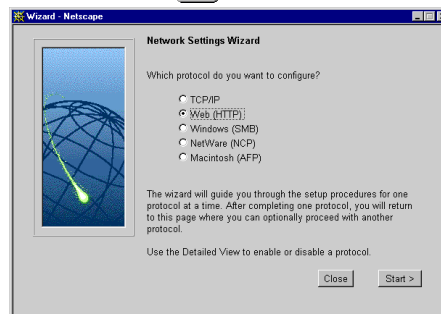 Wizard - Netscape
Network Settings Wizard
Which protocol do you want to configure?
TCP/IP
Web (HTTP)
Windows (SMB)
NetWare (NCP)
Macintosh (AFP)
The wizard will guide you through the setup procedures for one
protocol at a time. After completing one protocol, you will return
to this page where you can optionally proceed with another
protocol.
Use the Detailed View to enable or disable a protocol.
Close
Start >